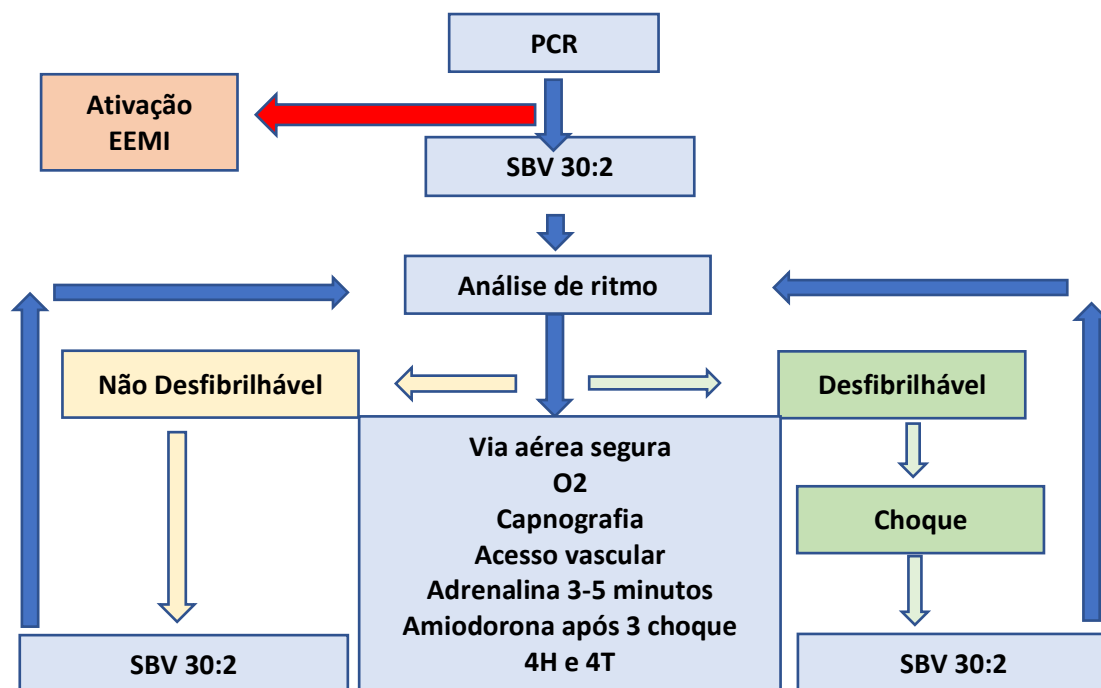 PCR
Ativação
EEMI
SBV 30:2
Análise de ritmo
Não Desfibrilhável
Desfibrilhável
Via aérea segura
O2
Capnografia
Acesso vascular
Adrenalina 3-5 minutos
Amiodorona após 3 choque
4H e 4T
Choque
SBV 30:2
SBV 30:2